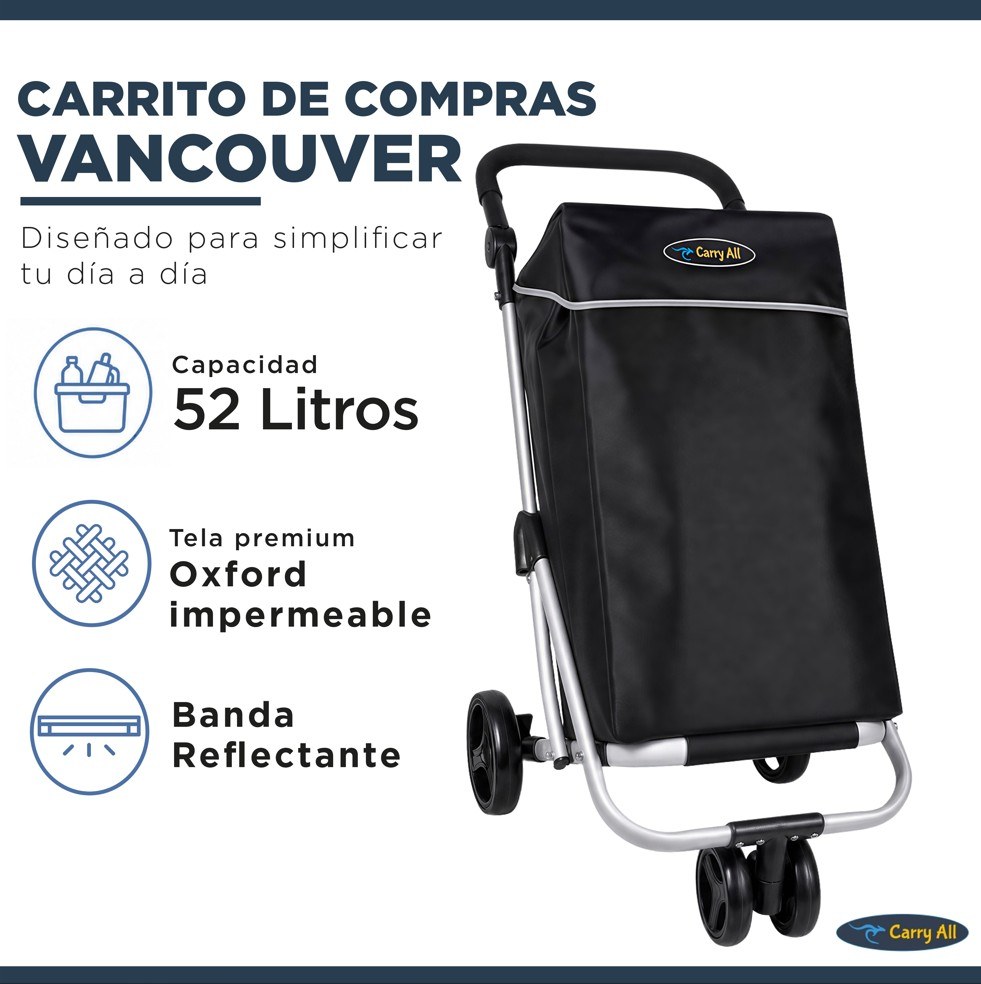 CARRITO DE COMPRAS
VANCOUVER
Diseñado para simplificar
tu día a día
Carry All
Capacidad
52 Litros
Tela premium
Oxford
impermeable
Banda
Reflectante
Carry All